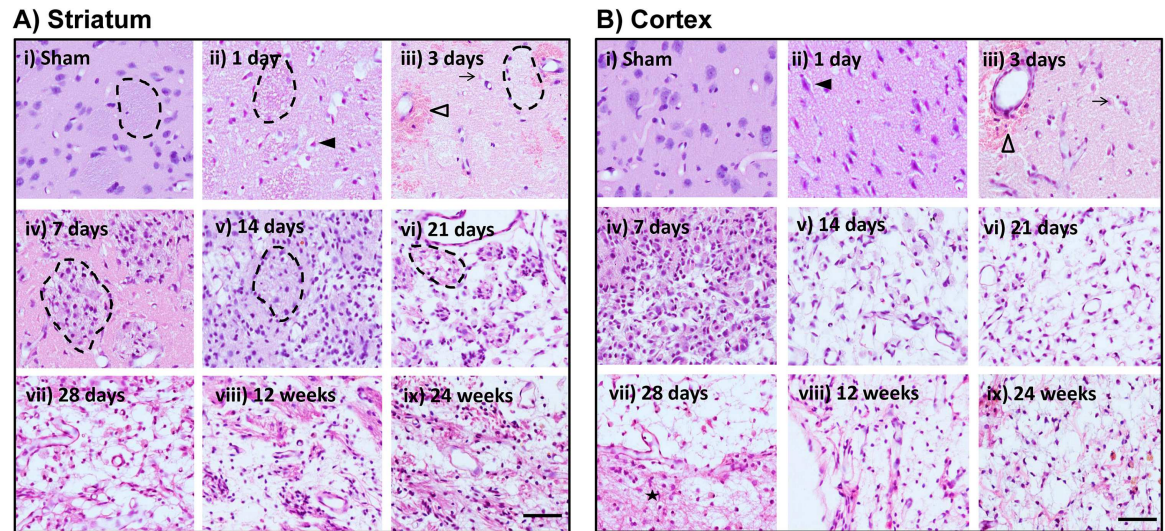 A) Striatum
i) Sham
ii) 1 day
iii) 3 days
iv) 7 days
v) 14 days
vi) 21 days
vii) 28 days
viii) 12 weeks
ix) 24 weeks
B) Cortex
i) Sham
ii) 1 day
iii) 3 days
iv) 7 days
v) 14 days
vi) 21 days
vii) 28 days
viii) 12 weeks
ix) 24 weeks